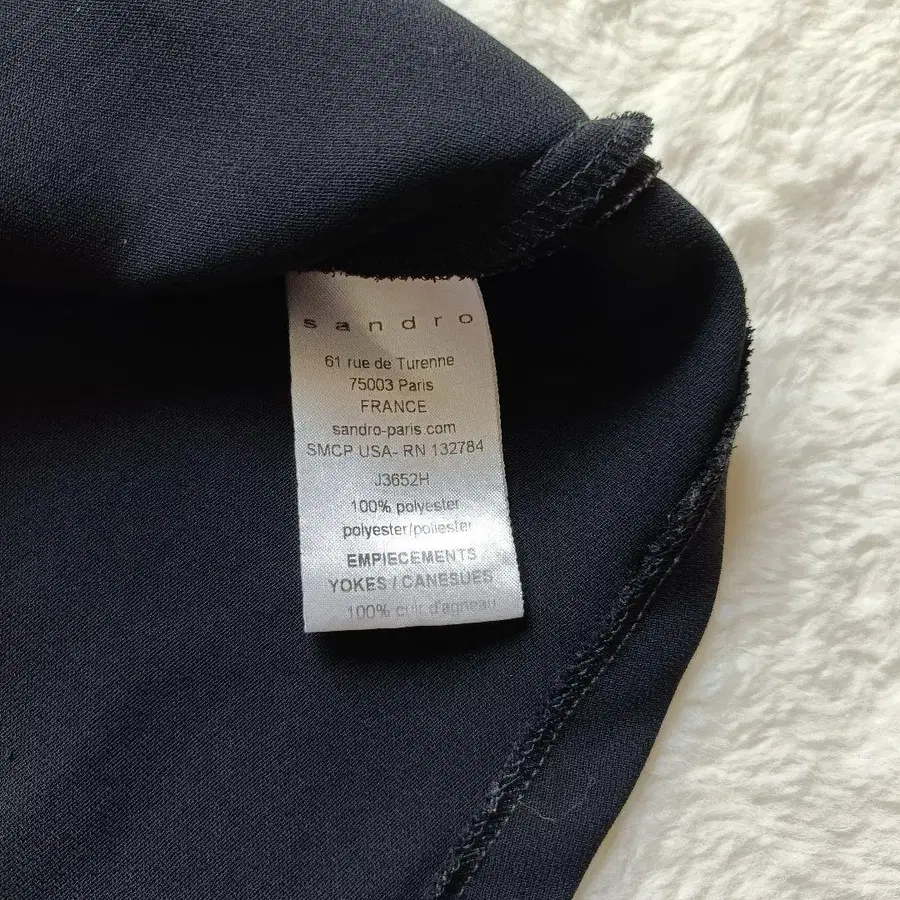 sandro
61 rue de Turenne
75003 Paris
FRANCE
sandro-paris.com
SMCP USA- RN 132784
J3652H
100% polyester
polyester/poliester
EMPIECEMENTS
YOKES / CANESUES
100% cuir d'agneau